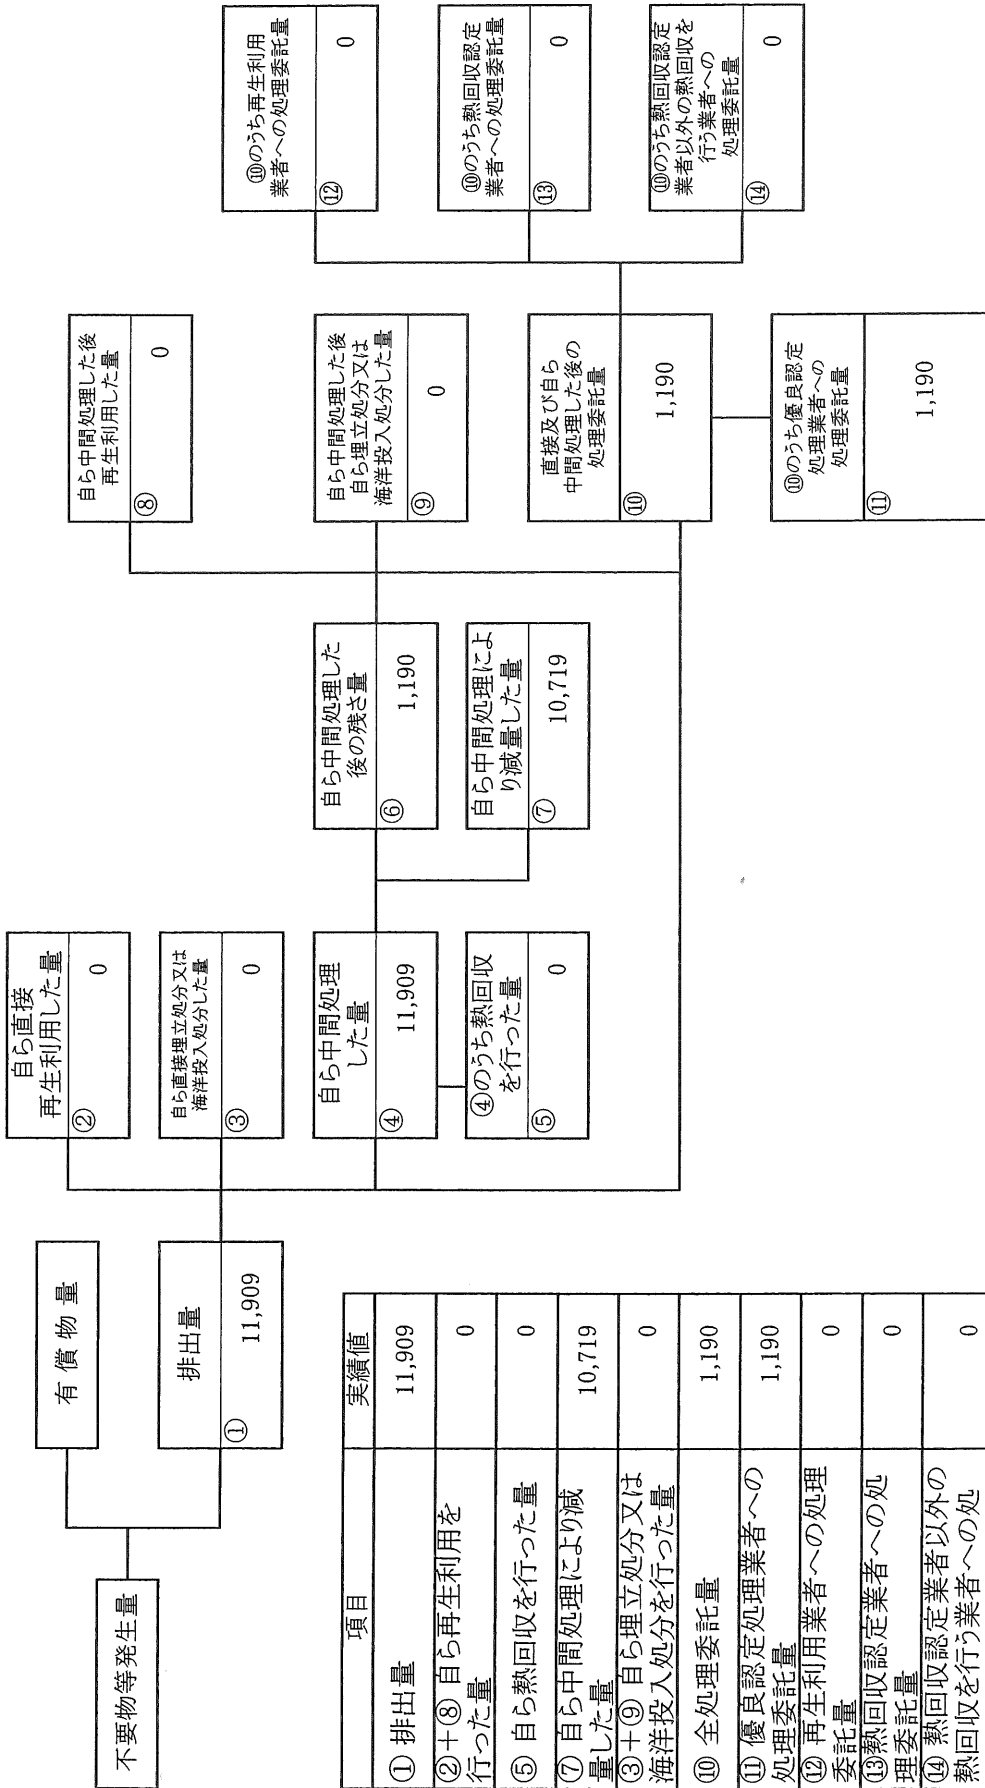 不要物等発生量
有償物量
排出量
①
11,909
自ら直接
再生利用した量
②
0
自ら直接埋立処分又は
海洋投入処分した量
③
0
自ら中間処理
した量
④
11,909
④のうち熱回収
を行った量
⑤
0
自ら中間処理した
後の残さ量
⑥
1,190
自ら中間処理によ
り減量した量
⑦
10,719
自ら中間処理した後
再生利用した量
⑧
0
自ら中間処理した後
自ら埋立処分又は
海洋投入処分した量
⑨
0
直接及び自ら
中間処理した後の
処理委託量
⑩
1,190
⑩のうち優良認定
処理業者への
処理委託量
⑪
1,190
⑩のうち再生利用
業者への処理委託量
⑫
0
⑩のうち熱回収認定
業者への処理委託量
⑬
0
⑩のうち熱回収認定
業者以外の熱回収を
行う業者への
処理委託量
⑭
0
項目 実績値
①排出量 11,909
②+⑧ 自ら再生利用を
行った量 0
⑤ 自ら熱回収を行った量 0
⑦ 自ら中間処理により減
量した量 10,719
③+⑨ 自ら埋立処分又は
海洋投入処分を行った量 0
⑩ 全処理委託量 1,190
⑪ 優良認定処理業者への
処理委託量 1,190
⑫ 再生利用業者への処理
委託量 0
⑬熱回収認定業者への処
理委託量 0
⑭ 熱回収認定業者以外の
熱回収を行う業者への処 0